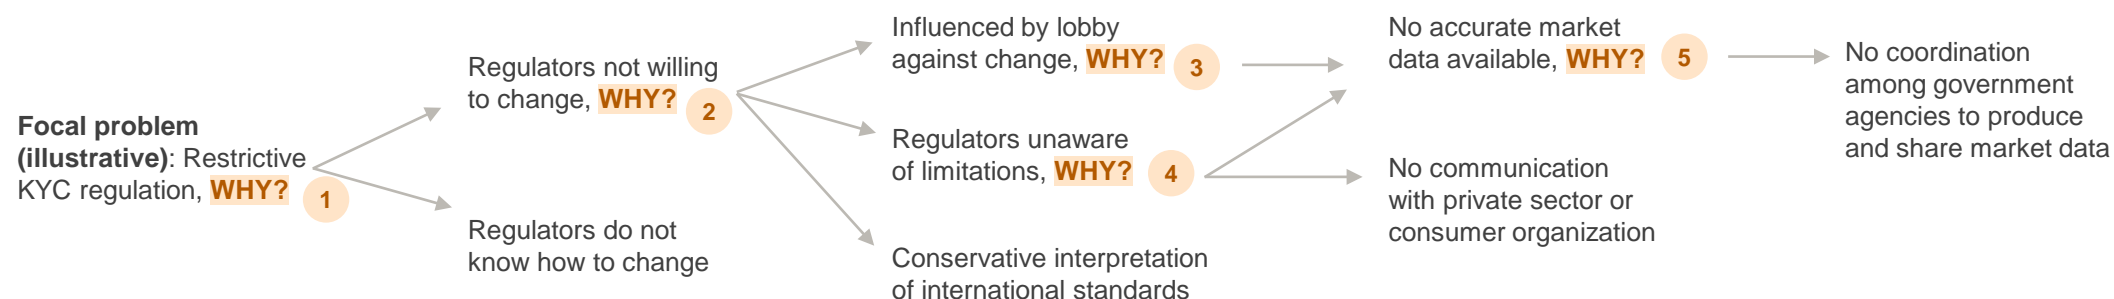 Focal problem
(illustrative): Restrictive
KYC regulation, WHY?
1
Regulators not willing
to change, WHY?
2
Regulators do not
know how to change
Influenced by lobby
against change, WHY?
3
Regulators unaware
of limitations, WHY?
4
Conservative interpretation
of international standards
No accurate market
data available, WHY?
5
No communication
with private sector or
consumer organization
No coordination
among government
agencies to produce
and share market data